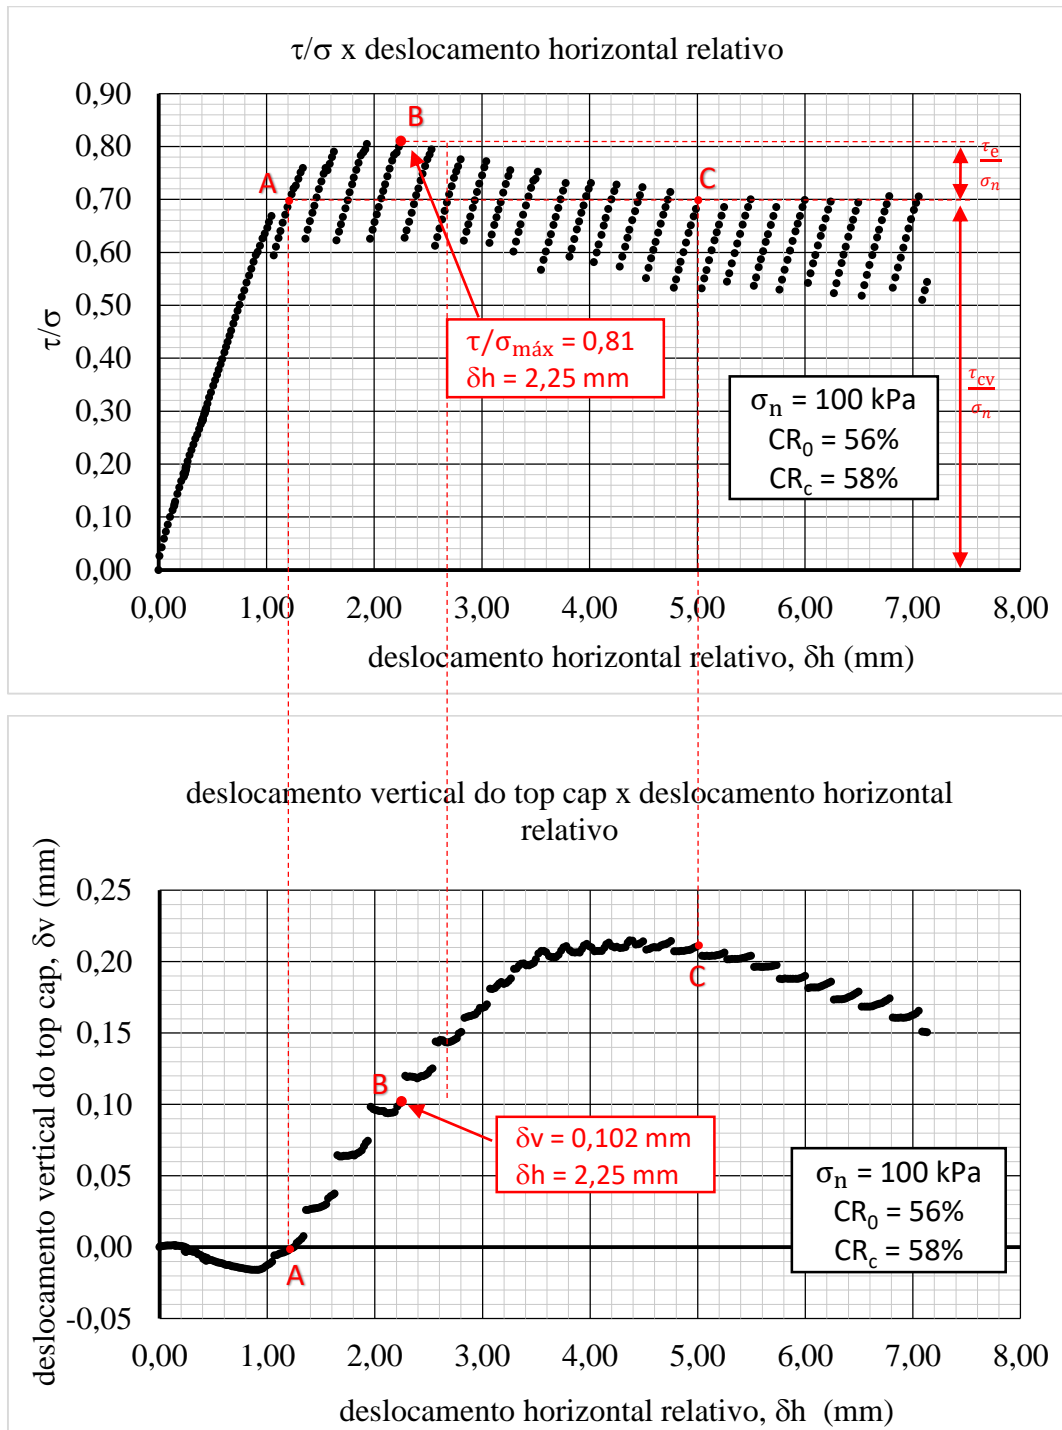 τ/σ x deslocamento horizontal relativo
0,90
0,80
0,70
0,60
0,50
0,40
0,30
0,20
0,10
0,00
τ/σ
A
B
C
τe/σn
τcv/σn
τ/σmáx = 0,81
δh = 2,25 mm
σn = 100 kPa
CR0 = 56%
CRc = 58%
0,00 1,00 2,00 3,00 4,00 5,00 6,00 7,00 8,00
deslocamento horizontal relativo, δh (mm)
deslocamento vertical do top cap x deslocamento horizontal
relativo
deslocamento vertical do top cap, δv (mm)
0,25
0,20
0,15
0,10
0,05
0,00
-0,05
A
B
C
δv = 0,102 mm
δh = 2,25 mm
σn = 100 kPa
CR0 = 56%
CRc = 58%
0,00 1,00 2,00 3,00 4,00 5,00 6,00 7,00 8,00
deslocamento horizontal relativo, δh (mm)